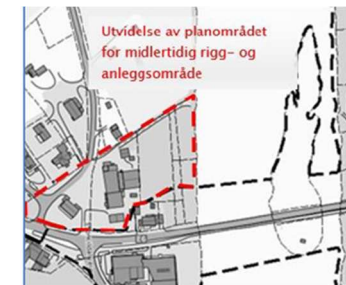 Utvidelse av planområdet
for midlertidig rigg- og
anleggsområde